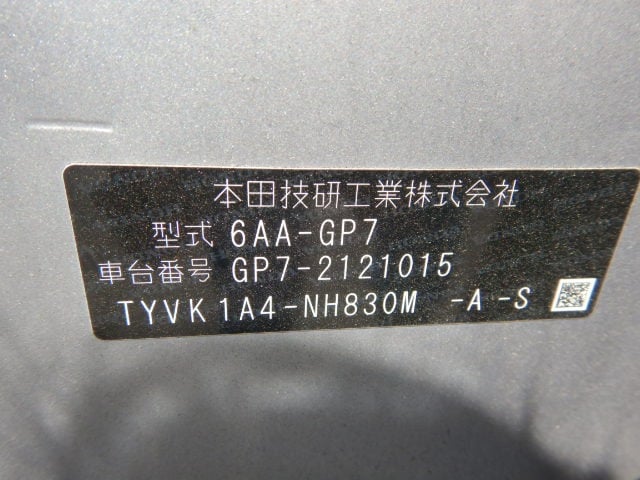 本田技研工業株式会社
型式 6AA-GP7
車台番号 GP7-2121015
TYVK1A4-NH830M -A-S